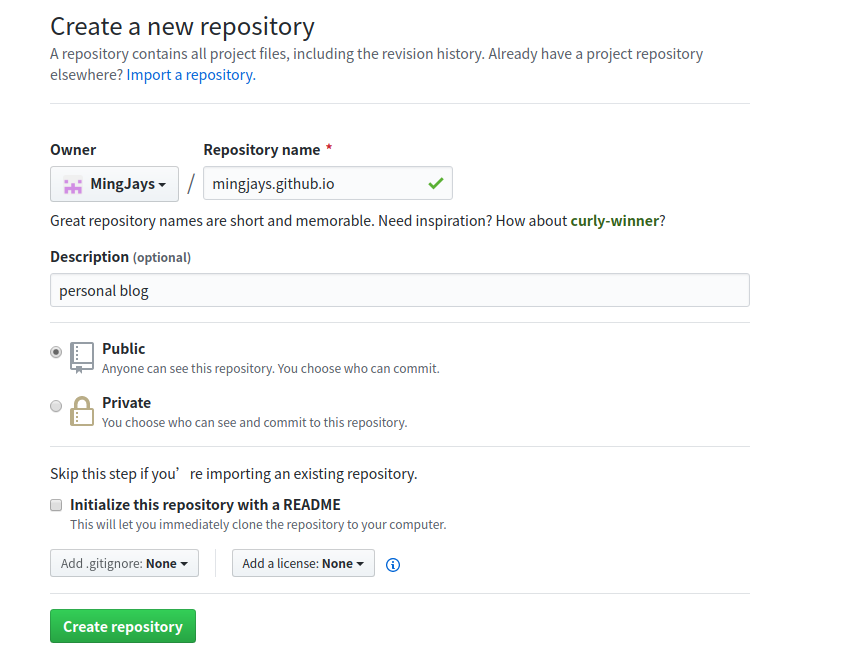 Create a new repository
A repository contains all project files, including the revision history. Already have a project repository
elsewhere? Import a repository.
Owner
Repository name *
MingJays / mingjays.github.io
Great repository names are short and memorable. Need inspiration? How about curly-winner?
Description (optional)
personal blog
Public
Anyone can see this repository. You choose who can commit.
Private
You choose who can see and commit to this repository.
Skip this step if you’re importing an existing repository.
Initialize this repository with a README
This will let you immediately clone the repository to your computer.
Add .gitignore: None
Add a license: None
Create repository